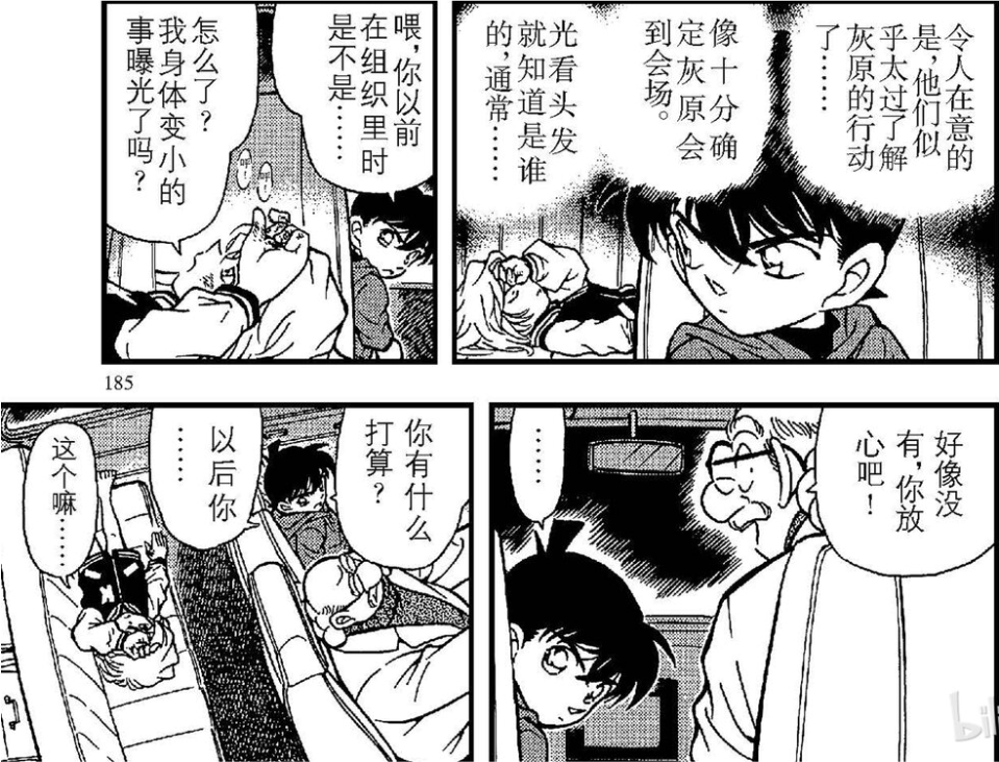 令人在意的
是，他们似
乎太过了解
灰原的行动
了……
像十分确
定灰原会
到会场。
光看头发
就知道是谁
的，通常……
喂，你以前
在组织里时
是不是……
怎么了？
我身体变小的
事曝光了吗？
185
好像没
有，你放
心吧！
……
你有什么
打算？
以后你
……
这个嘛……